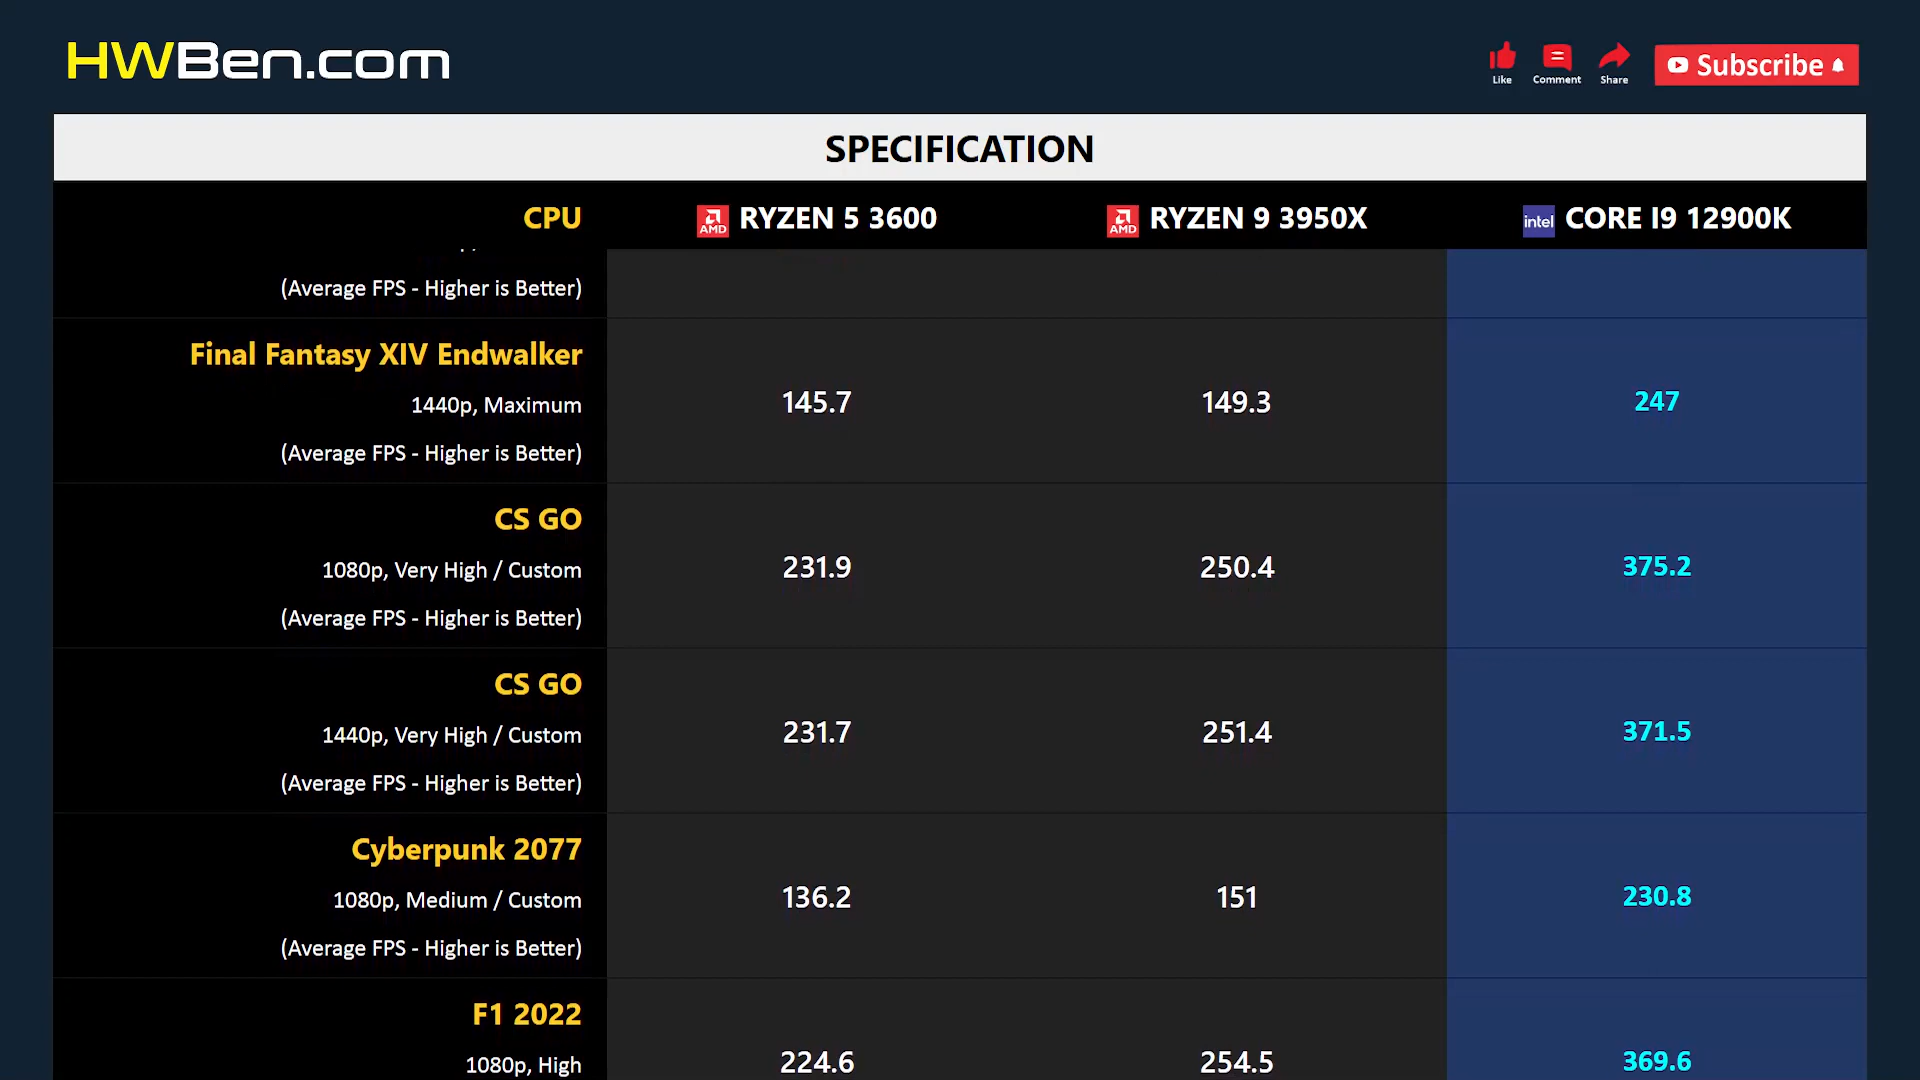 HWBen.com
Like
Comment
Share
Subscribe
SPECIFICATION
CPU
AMD RYZEN 5 3600
AMD RYZEN 9 3950X
intel CORE I9 12900K
(Average FPS - Higher is Better)
Final Fantasy XIV Endwalker
1440p, Maximum
(Average FPS - Higher is Better)
145.7
149.3
247
CS GO
1080p, Very High / Custom
(Average FPS - Higher is Better)
231.9
250.4
375.2
CS GO
1440p, Very High / Custom
(Average FPS - Higher is Better)
231.7
251.4
371.5
Cyberpunk 2077
1080p, Medium / Custom
(Average FPS - Higher is Better)
136.2
151
230.8
F1 2022
1080p, High
224.6
254.5
369.6